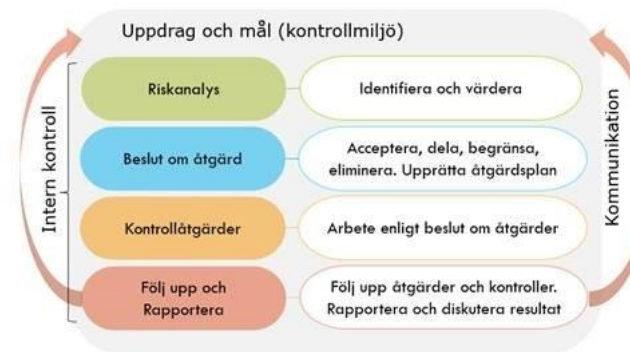 Uppdrag och mål (kontrollmiljö)
Intern kontroll
Riskanalys
Identifiera och värdera
Beslut om åtgärd
Acceptera, dela, begränsa,
eliminera. Upprätta åtgärdsplan
Kontrollåtgärder
Arbete enligt beslut om åtgärder
Följ upp och
Rapportera
Följ upp åtgärder och kontroller.
Rapportera och diskutera resultat
Kommunikation